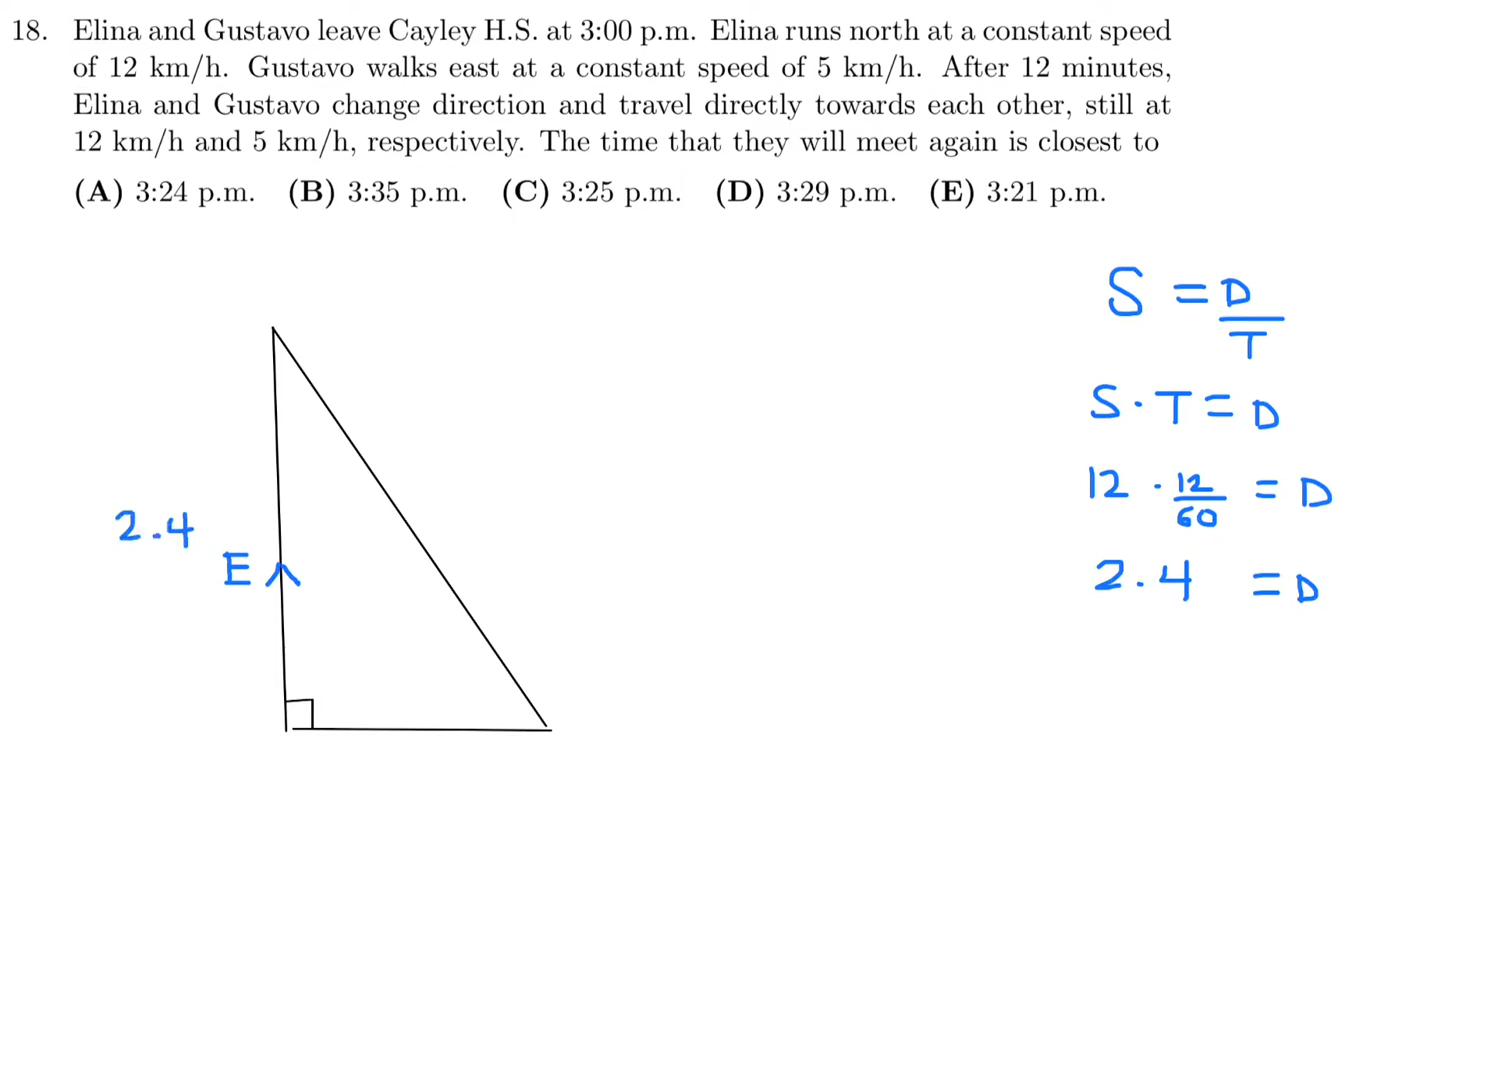 18. Elina and Gustavo leave Cayley H.S. at 3:00 p.m. Elina runs north at a constant speed
of 12 km/h. Gustavo walks east at a constant speed of 5 km/h. After 12 minutes,
Elina and Gustavo change direction and travel directly towards each other, still at
12 km/h and 5 km/h, respectively. The time that they will meet again is closest to
(A) 3:24 p.m. (B) 3:35 p.m. (C) 3:25 p.m. (D) 3:29 p.m. (E) 3:21 p.m.
S = D/T
S · T = D
12 · 12/60 = D
2.4 = D
2.4
E